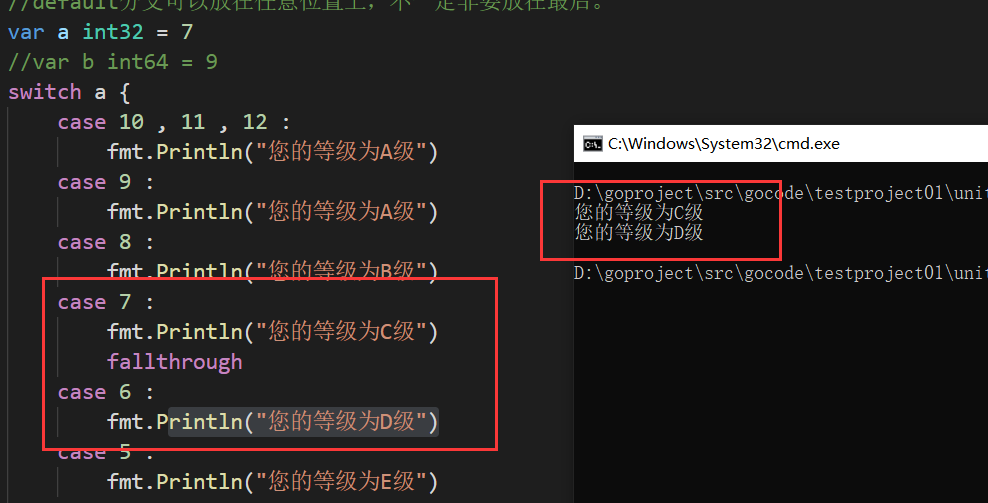 //default分支可以放在任意位置上，不一定非要放在最后。
var a int32 = 7
//var b int64 = 9
switch a {
case 10 , 11 , 12 :
fmt.Println("您的等级为A级")
case 9 :
fmt.Println("您的等级为A级")
case 8 :
fmt.Println("您的等级为B级")
case 7 :
fmt.Println("您的等级为C级")
fallthrough
case 6 :
fmt.Println("您的等级为D级")
case 5 :
fmt.Println("您的等级为E级")
C:\Windows\System32\cmd.exe
D:\goproject\src\gocode\testproject01\unit
您的等级为C级
您的等级为D级
D:\goproject\src\gocode\testproject01\unit